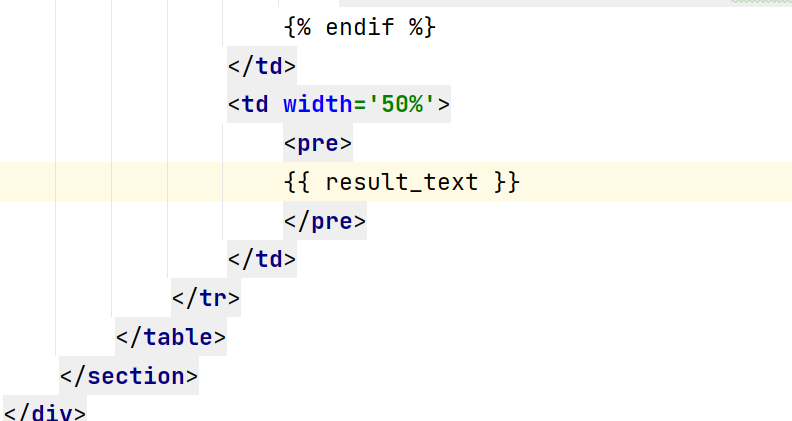 {% endif %}
</td>
<td width='50%'>
<pre>
{{ result_text }}
</pre>
</td>
</tr>
</table>
</section>
</div>